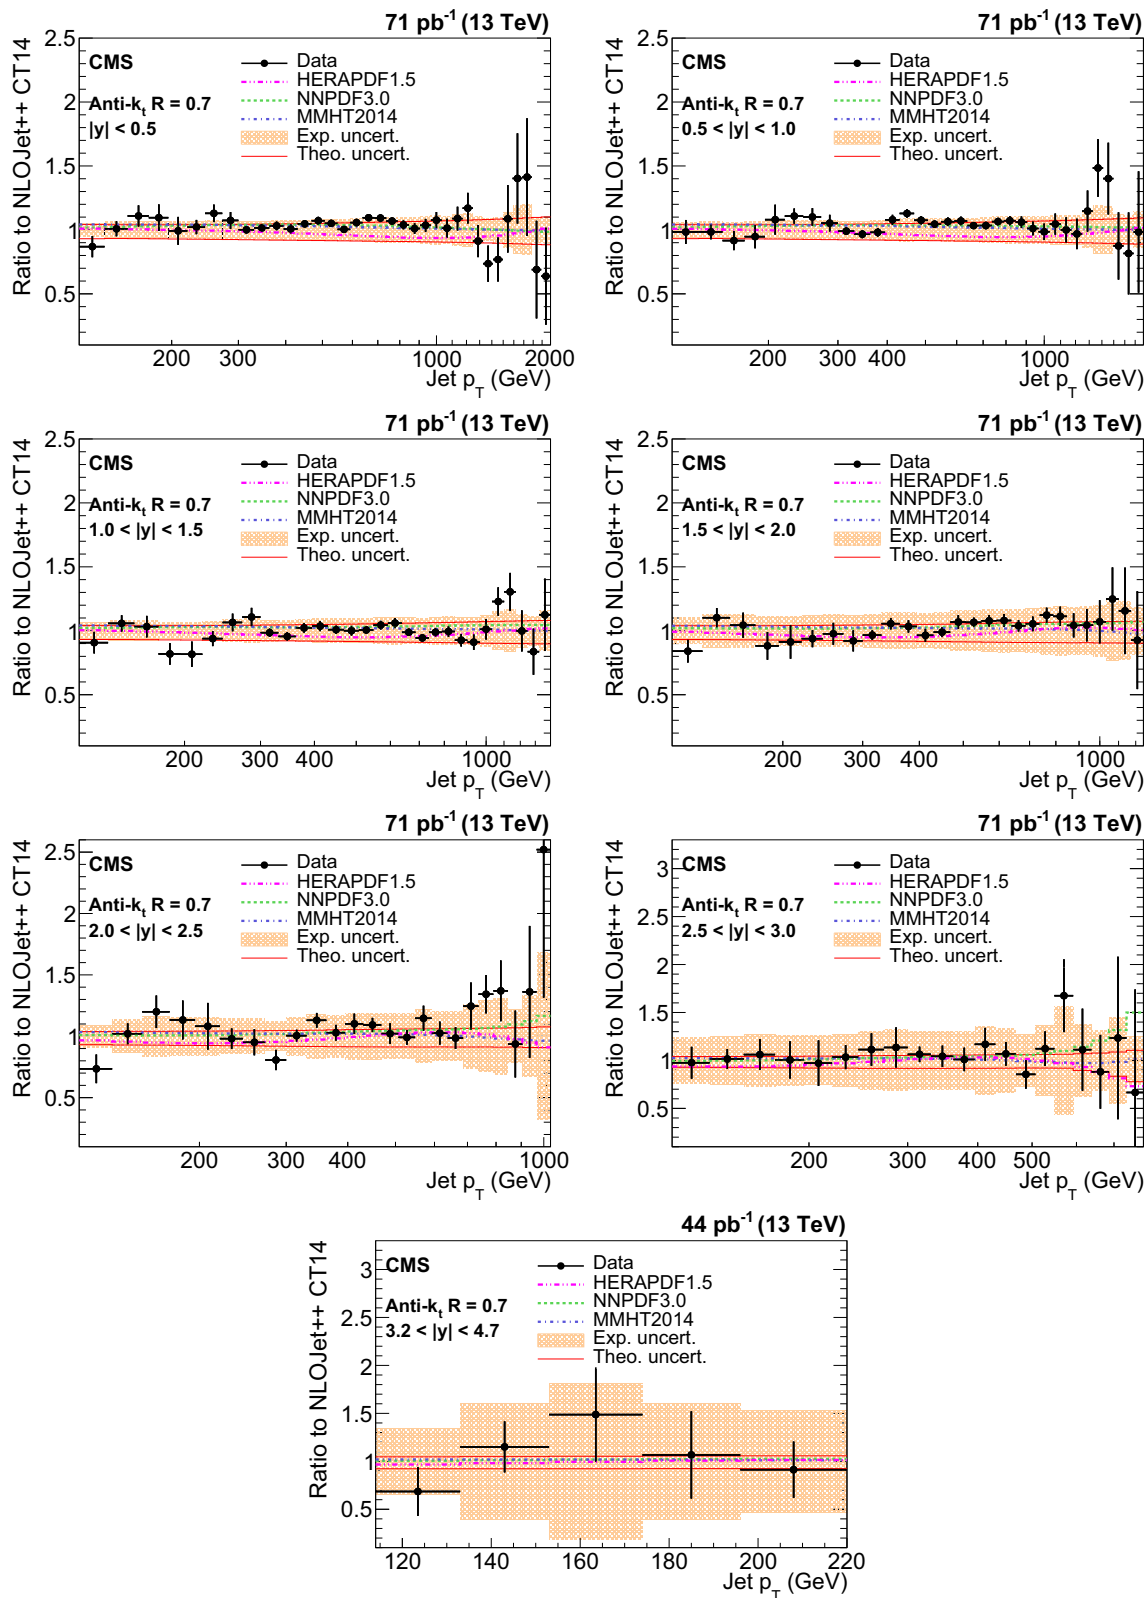 71 pb-1 (13 TeV)
Ratio to NLOJet++ CT14
2.5
2
1.5
1
0.5
CMS
Anti-kt R = 0.7
|y| < 0.5
Data
HERAPDF1.5
NNPDF3.0
MMHT2014
Exp. uncert.
Theo. uncert.
200 300 1000 2000
Jet pT (GeV)
71 pb-1 (13 TeV)
Ratio to NLOJet++ CT14
2.5
2
1.5
1
0.5
CMS
Anti-kt R = 0.7
0.5 < |y| < 1.0
Data
HERAPDF1.5
NNPDF3.0
MMHT2014
Exp. uncert.
Theo. uncert.
200 300 400 1000
Jet pT (GeV)
71 pb-1 (13 TeV)
Ratio to NLOJet++ CT14
2.5
2
1.5
1
0.5
CMS
Anti-kt R = 0.7
1.0 < |y| < 1.5
Data
HERAPDF1.5
NNPDF3.0
MMHT2014
Exp. uncert.
Theo. uncert.
200 300 400 1000
Jet pT (GeV)
71 pb-1 (13 TeV)
Ratio to NLOJet++ CT14
2.5
2
1.5
1
0.5
CMS
Anti-kt R = 0.7
1.5 < |y| < 2.0
Data
HERAPDF1.5
NNPDF3.0
MMHT2014
Exp. uncert.
Theo. uncert.
200 300 400 1000
Jet pT (GeV)
71 pb-1 (13 TeV)
Ratio to NLOJet++ CT14
2.5
2
1.5
1
0.5
CMS
Anti-kt R = 0.7
2.0 < |y| < 2.5
Data
HERAPDF1.5
NNPDF3.0
MMHT2014
Exp. uncert.
Theo. uncert.
200 300 400 1000
Jet pT (GeV)
71 pb-1 (13 TeV)
Ratio to NLOJet++ CT14
3
2.5
2
1.5
1
0.5
CMS
Anti-kt R = 0.7
2.5 < |y| < 3.0
Data
HERAPDF1.5
NNPDF3.0
MMHT2014
Exp. uncert.
Theo. uncert.
200 300 400 500
Jet pT (GeV)
44 pb-1 (13 TeV)
Ratio to NLOJet++ CT14
3
2.5
2
1.5
1
0.5
CMS
Anti-kt R = 0.7
3.2 < |y| < 4.7
Data
HERAPDF1.5
NNPDF3.0
MMHT2014
Exp. uncert.
Theo. uncert.
120 140 160 180 200 220
Jet pT (GeV)